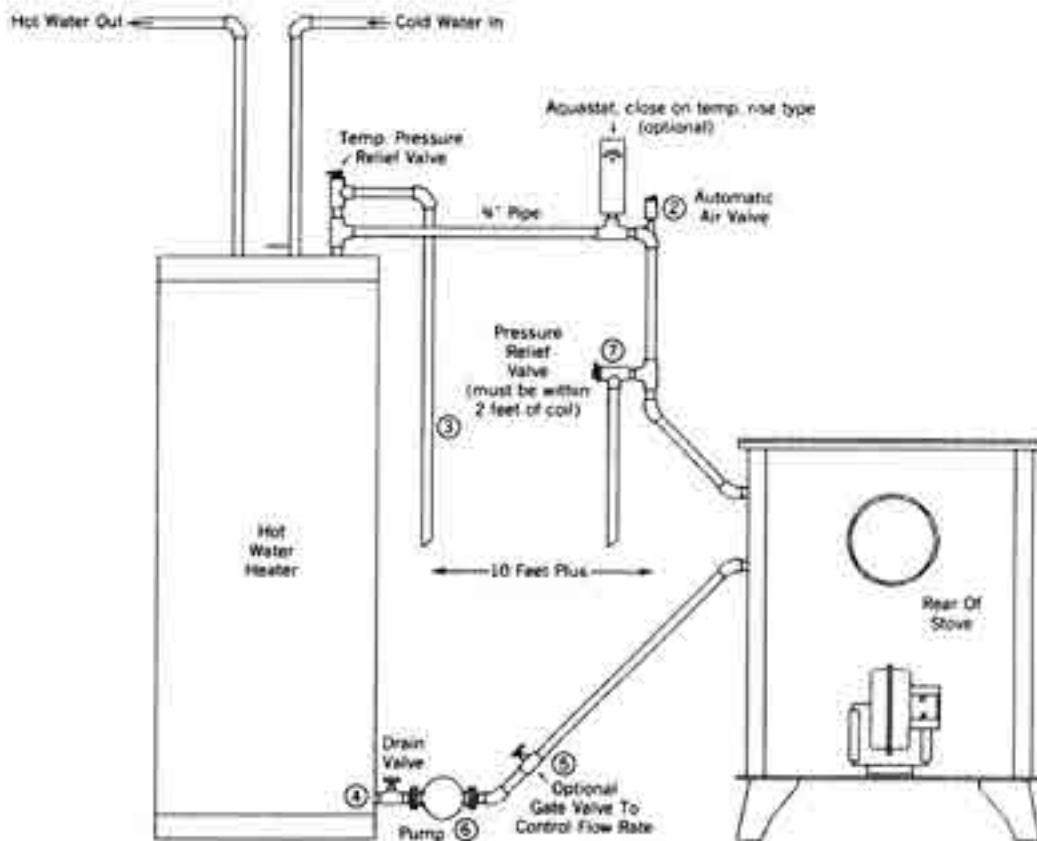 Hot Water Out
Cold Water In
Aquastat, close on temp. rise type
(optional)
Temp. Pressure
Relief Valve
② Automatic
Air Valve
¾" Pipe
Pressure
Relief
Valve
(must be within
2 feet of coil)
⑦
③
Hot
Water
Heater
10 Feet Plus
Rear Of
Stove
Drain
Valve
④
⑤
Optional
Gate Valve To
Control Flow Rate
Pump ⑥